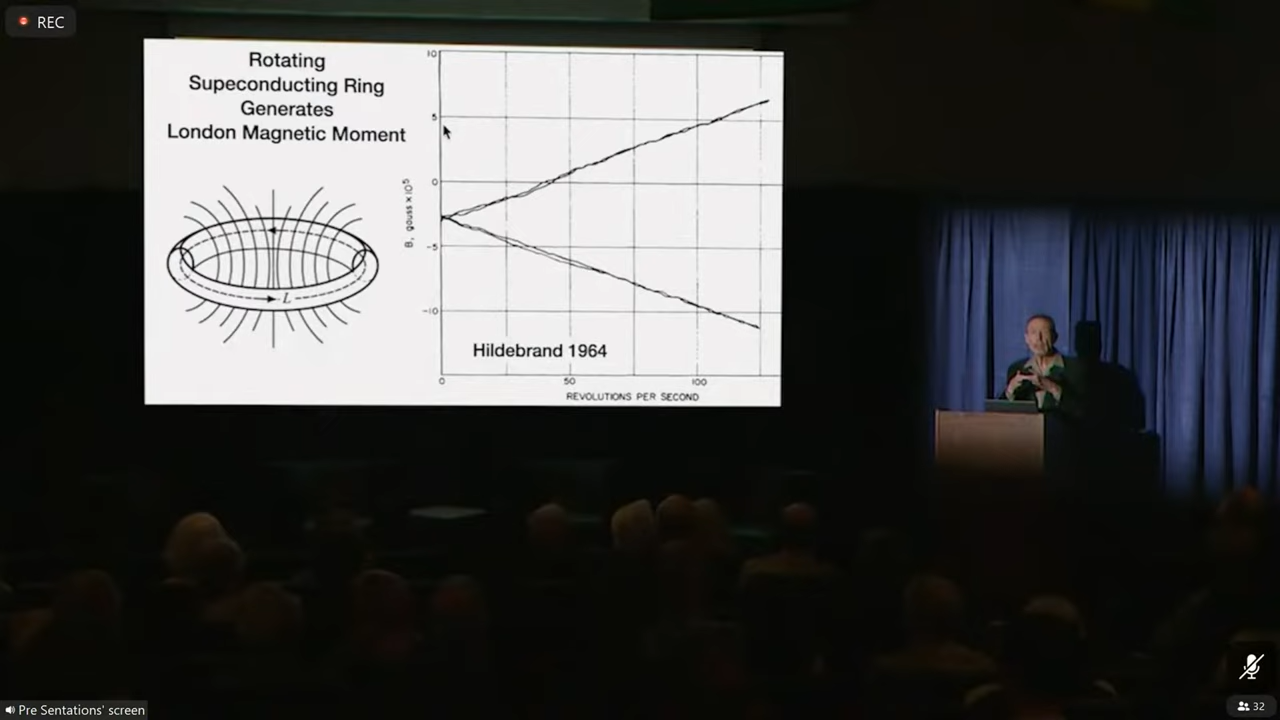 REC
Rotating
Supeconducting Ring
Generates
London Magnetic Moment
L
10
5
0
-5
-10
B, gauss × 10⁵
0
50
100
REVOLUTIONS PER SECOND
Hildebrand 1964
Pre Sentations' screen
32